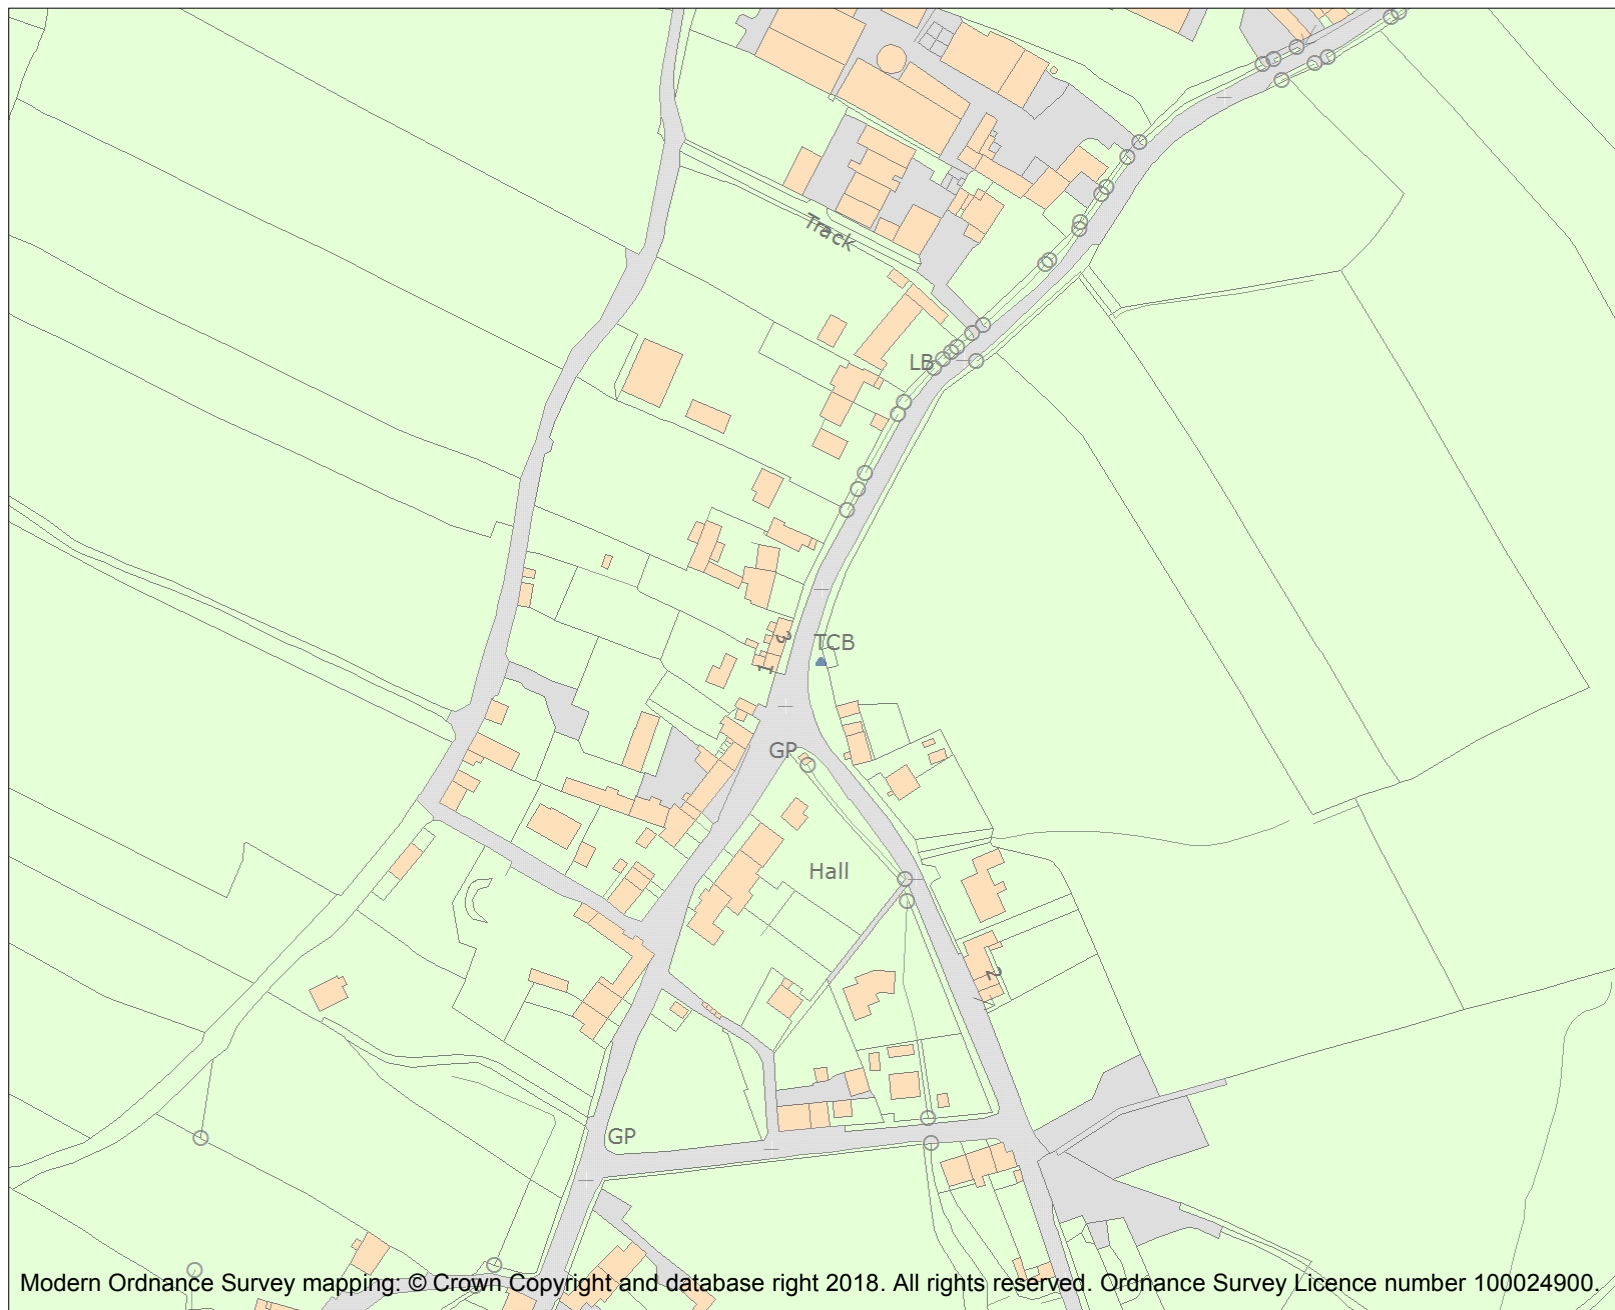 Track
LB
3
TCB
1
GP
Hall
2
GP
Modern Ordnance Survey mapping: © Crown Copyright and database right 2018. All rights reserved. Ordnance Survey Licence number 100024900.